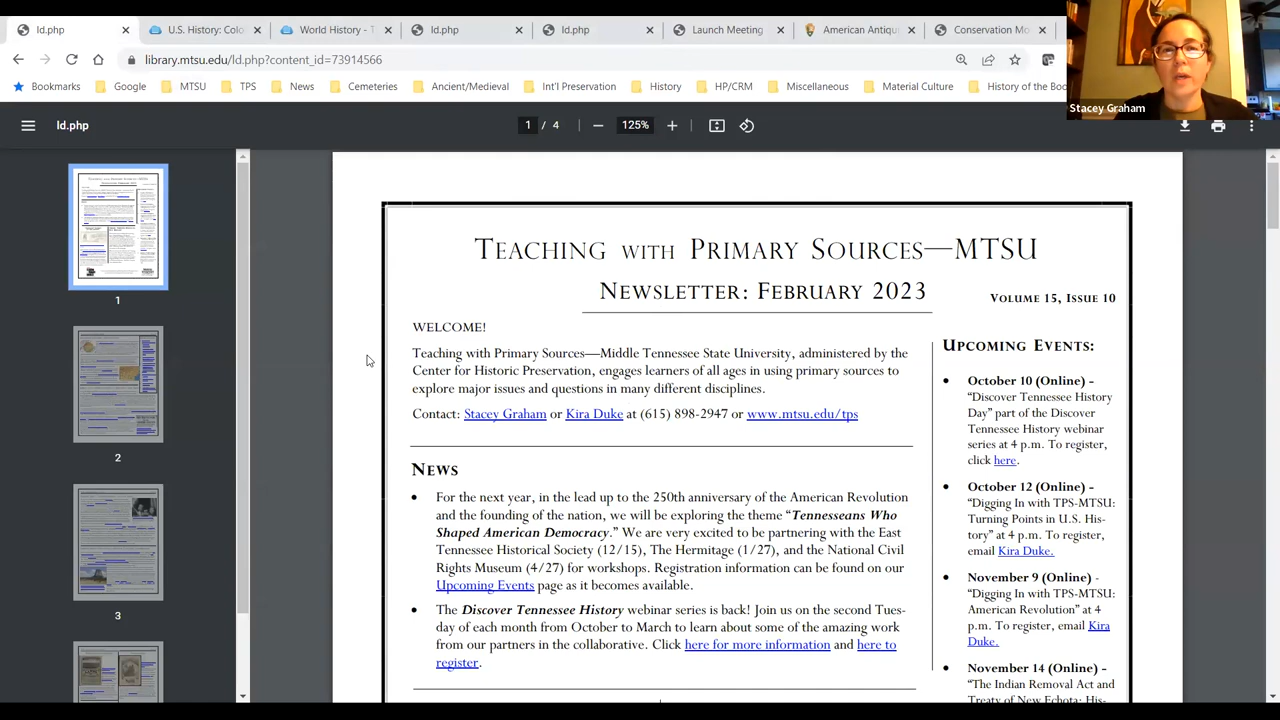 ld.php
U.S. History: Colo
World History - T
ld.php
ld.php
Launch Meeting
American Antiqu
Conservation Mo
library.mtsu.edu/ld.php?content_id=73914566
Bookmarks
Google
MTSU
TPS
News
Cemeteries
Ancient/Medieval
Int'l Preservation
History
HP/CRM
Miscellaneous
Material Culture
History of the Boo
Stacey Graham
ld.php
1 / 4
125%
1
2
3
TEACHING WITH PRIMARY SOURCES—MTSU
NEWSLETTER: FEBRUARY 2023
VOLUME 15, ISSUE 10
WELCOME!
Teaching with Primary Sources—Middle Tennessee State University, administered by the
Center for Historic Preservation, engages learners of all ages in using primary sources to
explore major issues and questions in many different disciplines.
Contact: Stacey Graham or Kira Duke at (615) 898-2947 or www.mtsu.edu/tps
NEWS
• For the next year, in the lead up to the 250th anniversary of the American Revolution
and the founding of the nation, we will be exploring the theme “Tennesseans Who
Shaped American Democracy.” We are very excited to be partnering with the East
Tennessee Historical Society (12/15), The Hermitage (1/27), and the National Civil
Rights Museum (4/27) for workshops. Registration information can be found on our
Upcoming Events page as it becomes available.
• The Discover Tennessee History webinar series is back! Join us on the second Tues-
day of each month from October to March to learn about some of the amazing work
from our partners in the collaborative. Click here for more information and here to
register.
UPCOMING EVENTS:
• October 10 (Online) –
“Discover Tennessee History
Day” part of the Discover
Tennessee History webinar
series at 4 p.m. To register,
click here.
• October 12 (Online) –
“Digging In with TPS-MTSU:
Turning Points in U.S. His-
tory” at 4 p.m. To register,
email Kira Duke.
• November 9 (Online) -
“Digging In with TPS-MTSU:
American Revolution” at 4
p.m. To register, email Kira
Duke.
• November 14 (Online) –
“The Indian Removal Act and
Treaty of New Echota: His-